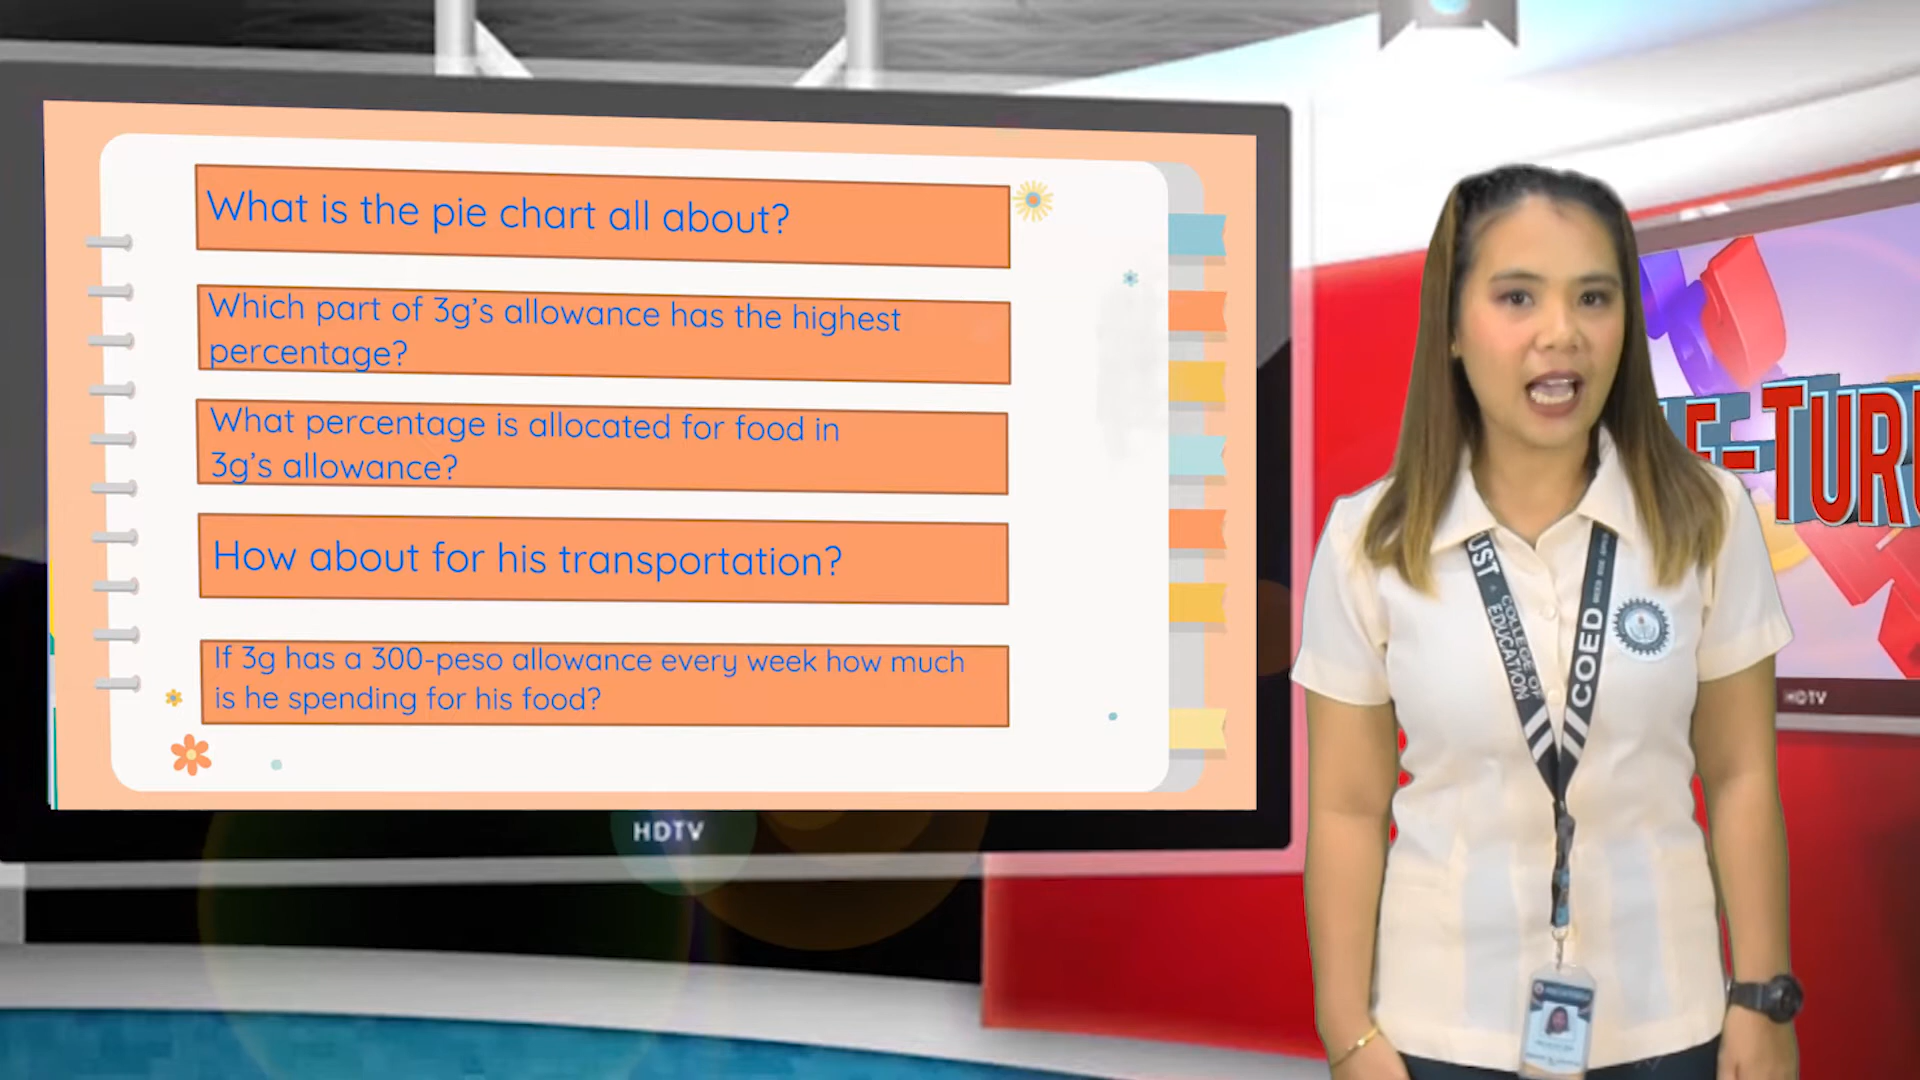 What is the pie chart all about?
Which part of 3g's allowance has the highest
percentage?
What percentage is allocated for food in
3g's allowance?
How about for his transportation?
If 3g has a 300-peso allowance every week how much
is he spending for his food?
HDTV
E-TUR
HDTV
UST
COLLEGE OF
EDUCATION
COED